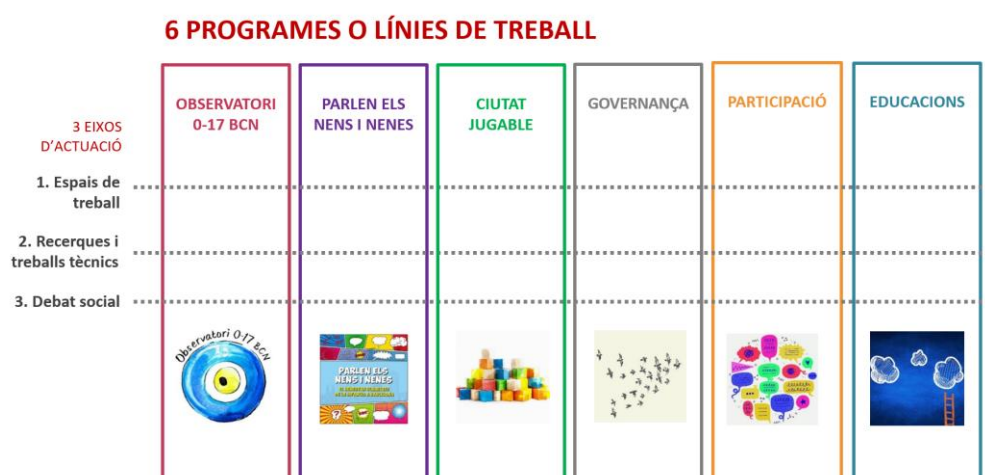 6 PROGRAMES O LÍNIES DE TREBALL
OBSERVATORI
0-17 BCN
PARLEN ELS
NENS I NENES
CIUTAT
JUGABLE
GOVERNANÇA
PARTICIPACIÓ
EDUCACIONS
3 EIXOS
D'ACTUACIÓ
1. Espais de
treball
2. Recerques i
treballs tècnics
3. Debat social
Observatori 0-17 BCN
PARLEN ELS
NENS I NENES
?
!